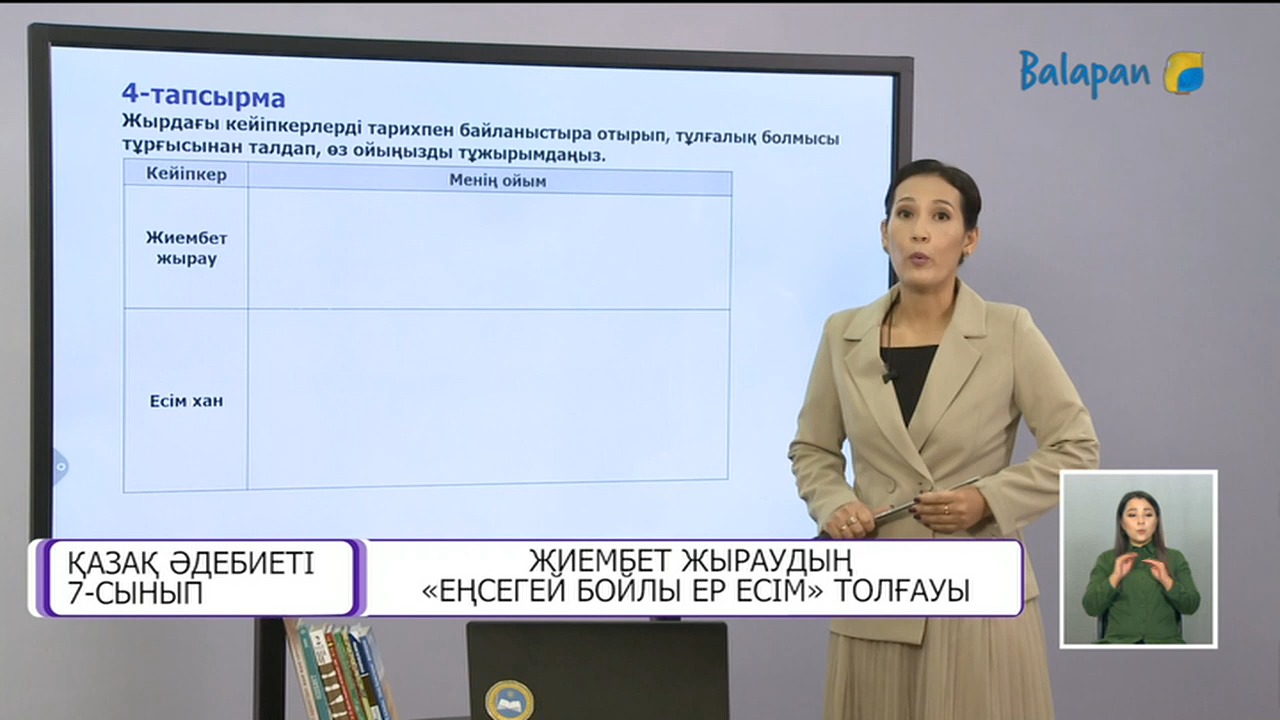 Balapan
4-тапсырма
Жырдағы кейіпкерлерді тарихпен байланыстыра отырып, тұлғалық болмысы
тұрғысынан талдап, өз ойыңызды тұжырымдаңыз.
Кейіпкер
Менің ойым
Жиембет
жырау
Есім хан
ҚАЗАҚ ӘДЕБИЕТІ
7-СЫНЫП
ЖИЕМБЕТ ЖЫРАУДЫҢ
«ЕҢСЕГЕЙ БОЙЛЫ ЕР ЕСІМ» ТОЛҒАУЫ